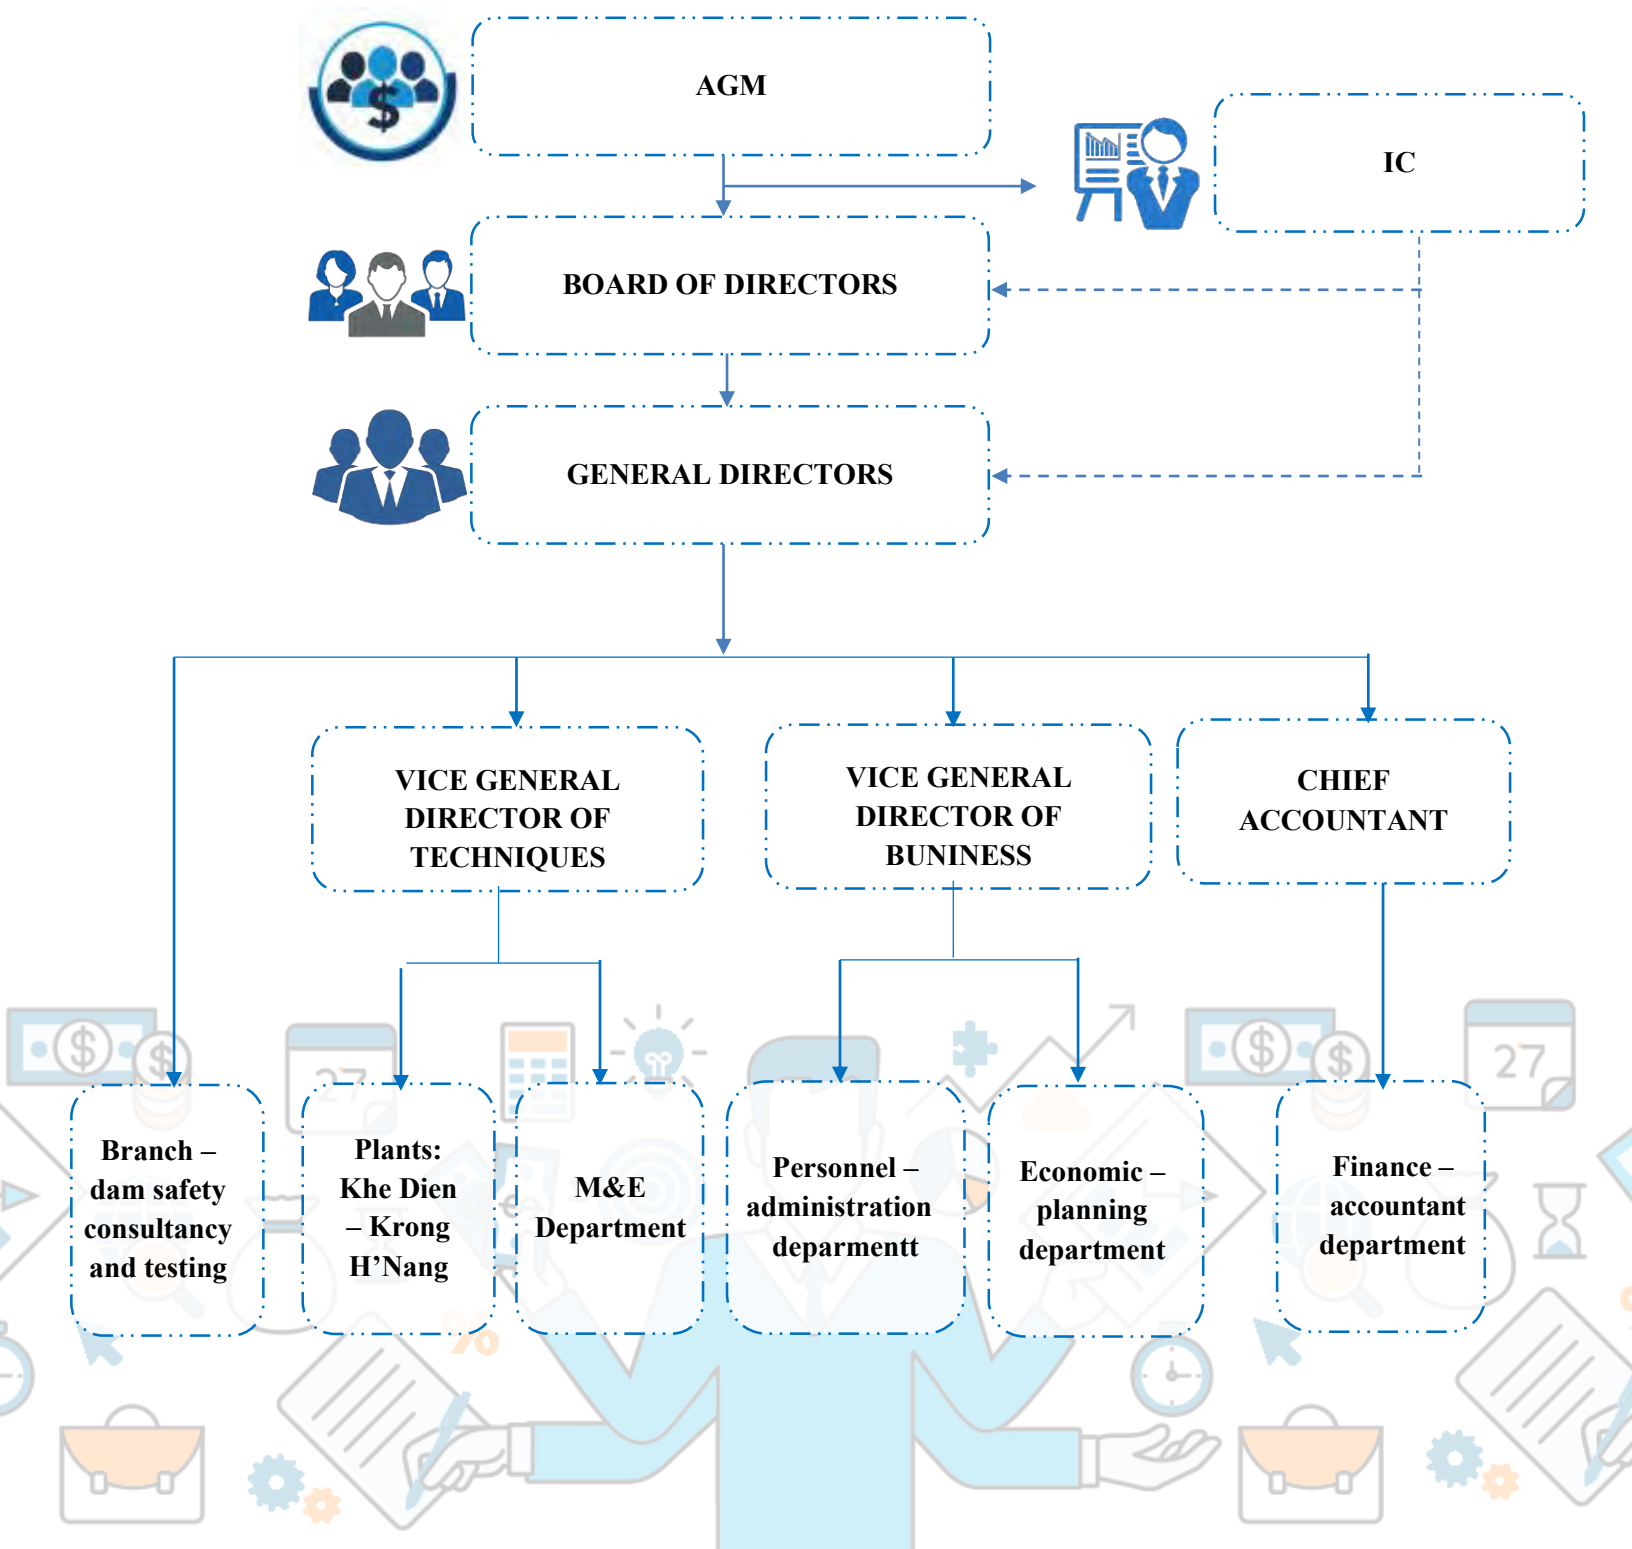 AGM
IC
BOARD OF DIRECTORS
GENERAL DIRECTORS
VICE GENERAL
DIRECTOR OF
TECHNIQUES
VICE GENERAL
DIRECTOR OF
BUNINESS
CHIEF
ACCOUNTANT
Branch –
dam safety
consultancy
and testing
Plants:
Khe Dien
– Krong
H’Nang
M&E
Department
Personnel –
administration
deparmentt
Economic –
planning
department
Finance –
accountant
department
$
$
$
27
$
$
27
$
%